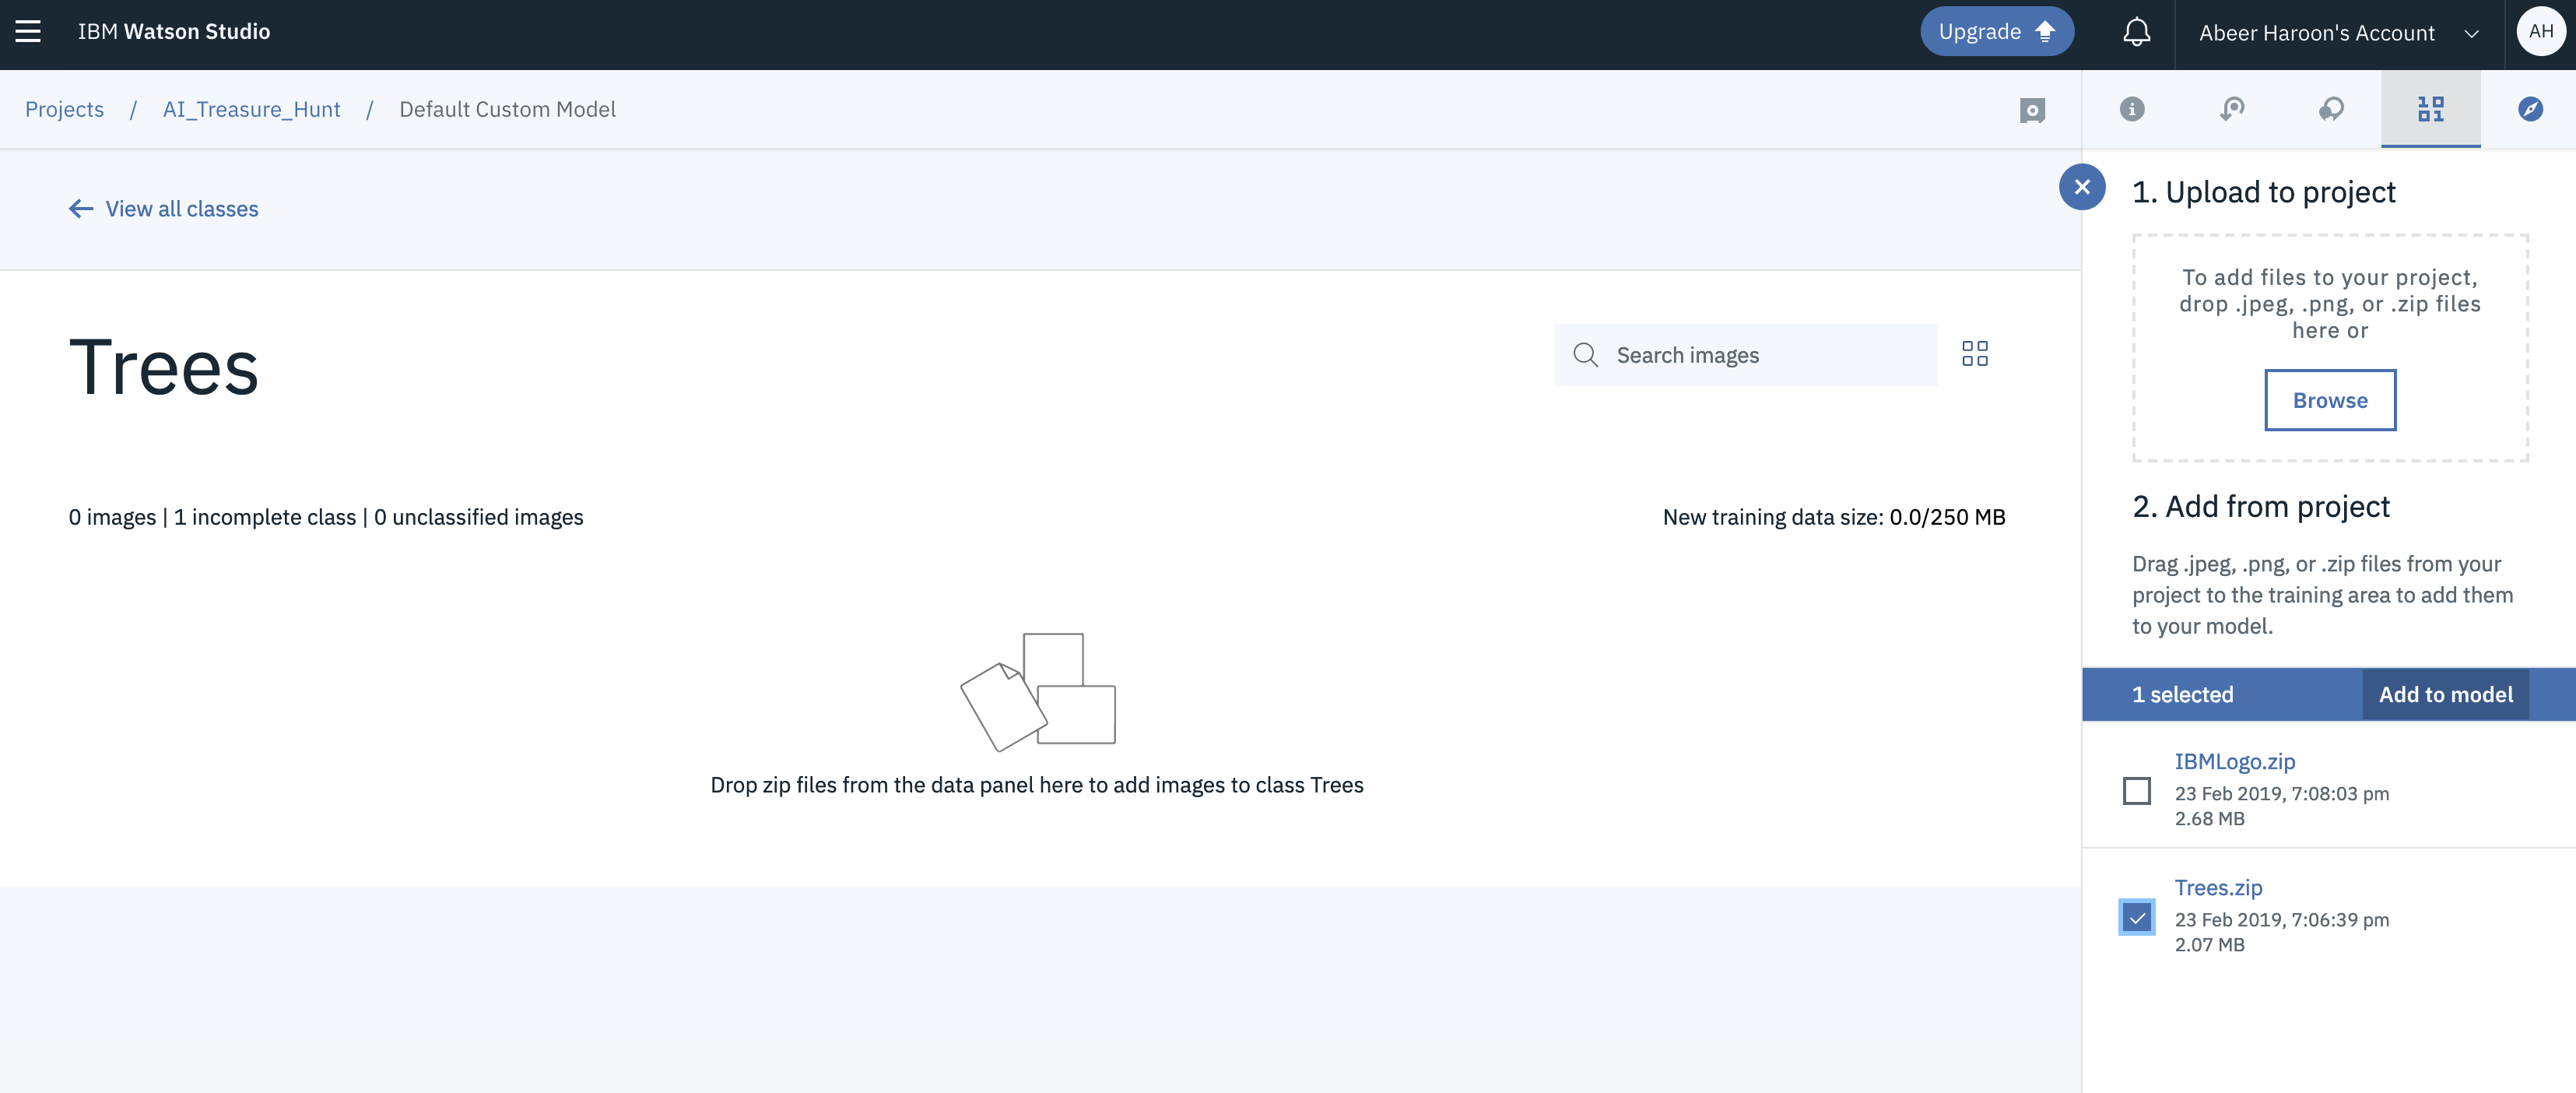 IBM Watson Studio
Upgrade
Abeer Haroon's Account
AH
Projects / AI_Treasure_Hunt / Default Custom Model
View all classes
Trees
Search images
0 images | 1 incomplete class | 0 unclassified images
New training data size: 0.0/250 MB
Drop zip files from the data panel here to add images to class Trees
1. Upload to project
To add files to your project,
drop .jpeg, .png, or .zip files
here or
Browse
2. Add from project
Drag .jpeg, .png, or .zip files from your
project to the training area to add them
to your model.
1 selected
Add to model
IBMLogo.zip
23 Feb 2019, 7:08:03 pm
2.68 MB
Trees.zip
23 Feb 2019, 7:06:39 pm
2.07 MB